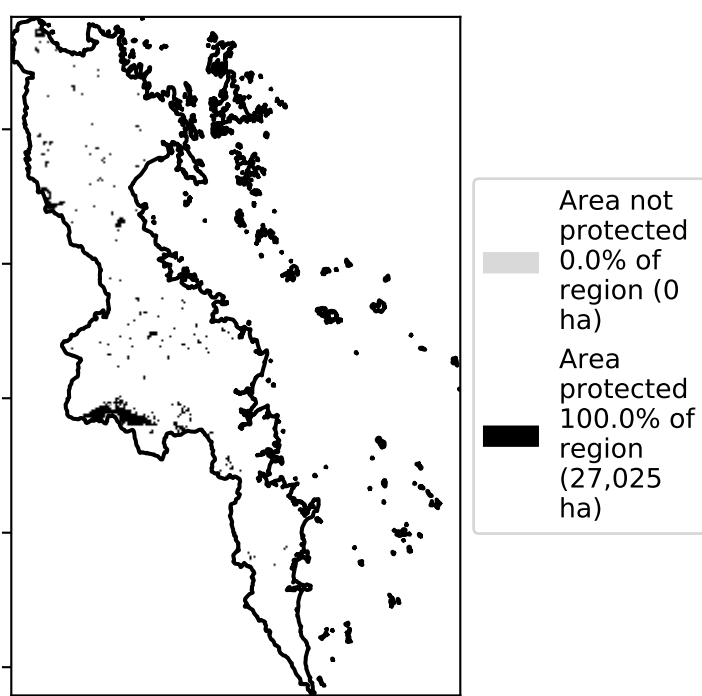 Area not
protected
0.0% of
region (0
ha)
Area
protected
100.0% of
region
(27,025
ha)